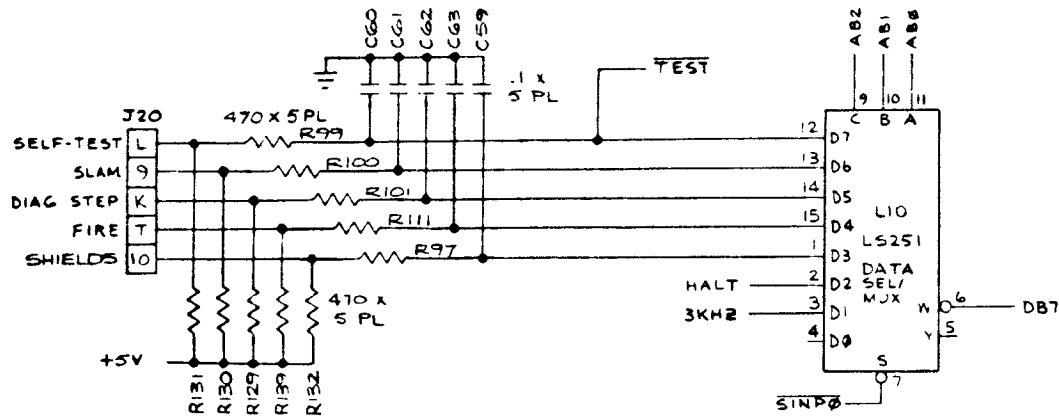 C60
C61
C62
C63
C59
AB2
AB1
ABØ
.1 x
5 PL
TEST
9
10
11
C
B
A
J20
470 x 5 PL
SELF-TEST L R99 12 D7
SLAM 9 R100 13 D6
DIAG STEP K R101 14 D5
FIRE T R111 15 D4
SHIELDS 10 R97 1 D3
L10
LS251
DATA
SEL/
MUX
HALT 2 D2
3KHZ 3 D1
4 DØ
W 6 DB7
Y 5
470 x
5 PL
+5V
R131
R130
R129
R139
R132
S
7
SINPØ